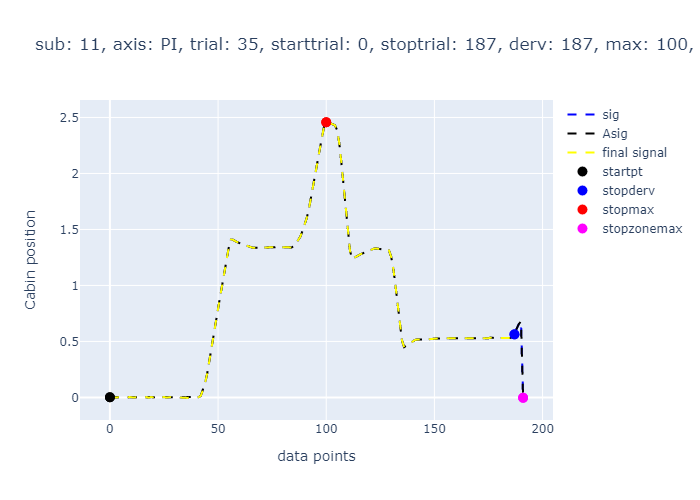 sub: 11, axis: PI, trial: 35, starttrial: 0, stoptrial: 187, derv: 187, max: 100,
2.5
2
1.5
1
0.5
0
Cabin position
0
50
100
150
200
data points
sig
Asig
final signal
startpt
stopderv
stopmax
stopzonemax